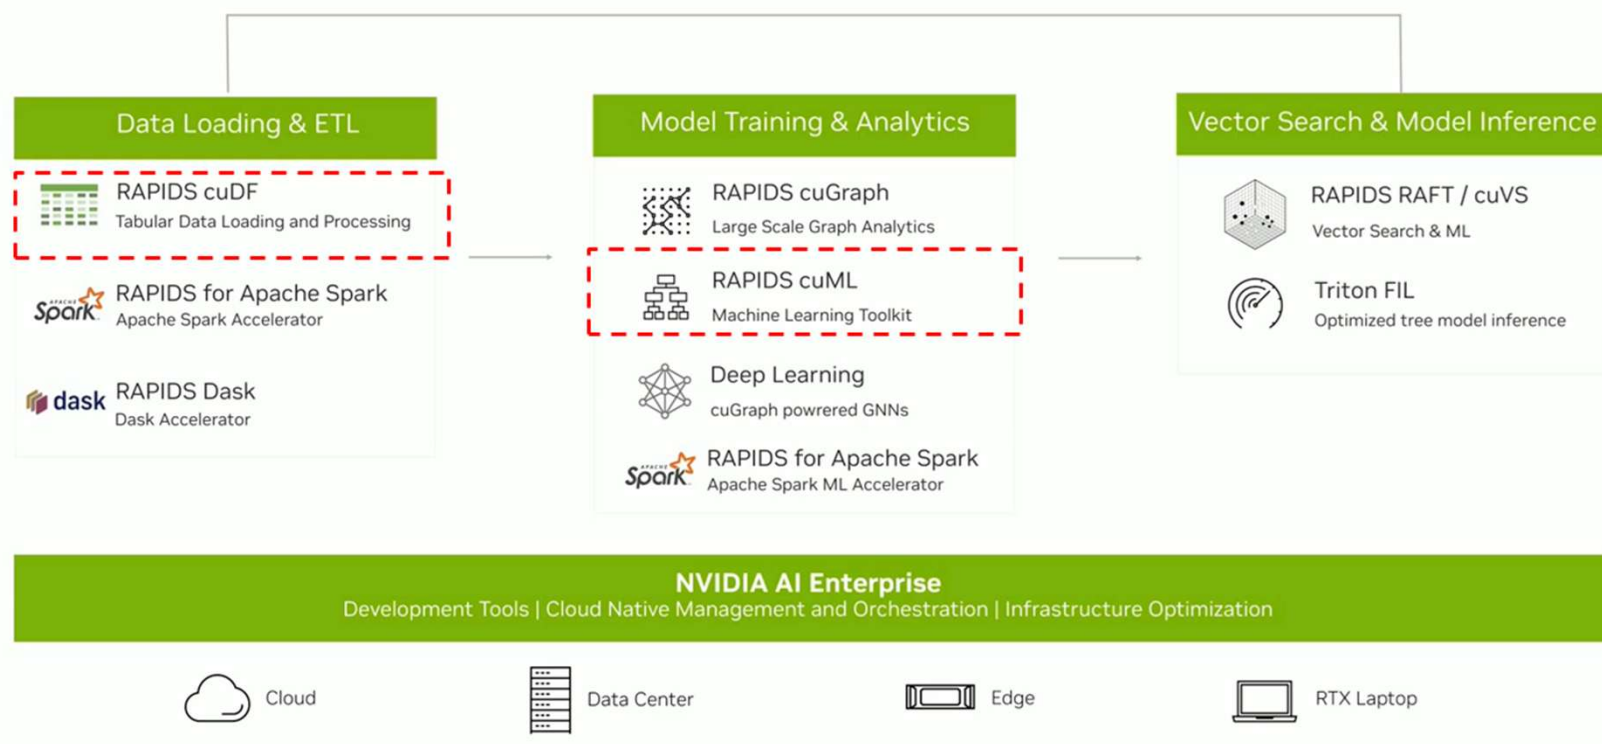 Data Loading & ETL
RAPIDS cuDF
Tabular Data Loading and Processing
APACHE
Spark
RAPIDS for Apache Spark
Apache Spark Accelerator
dask
RAPIDS Dask
Dask Accelerator
Model Training & Analytics
RAPIDS cuGraph
Large Scale Graph Analytics
RAPIDS cuML
Machine Learning Toolkit
Deep Learning
cuGraph powrered GNNs
APACHE
Spark
RAPIDS for Apache Spark
Apache Spark ML Accelerator
Vector Search & Model Inference
RAPIDS RAFT / cuVS
Vector Search & ML
Triton FIL
Optimized tree model inference
NVIDIA AI Enterprise
Development Tools | Cloud Native Management and Orchestration | Infrastructure Optimization
Cloud
Data Center
Edge
RTX Laptop